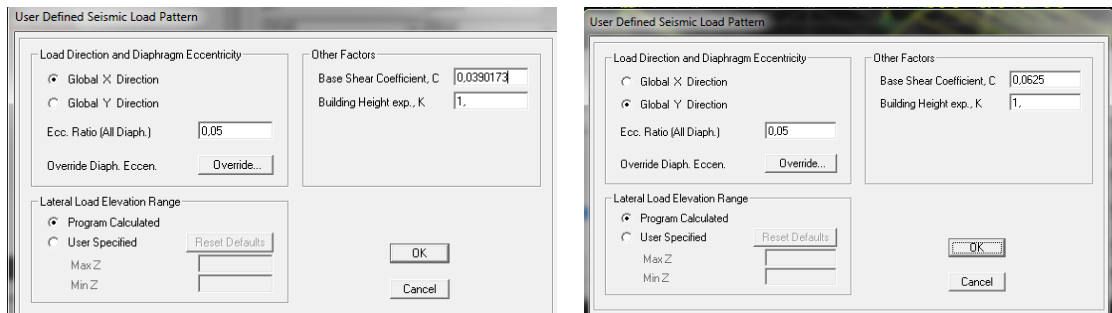 User Defined Seismic Load Pattern
Load Direction and Diaphragm Eccentricity
Global X Direction
Global Y Direction
Ecc. Ratio (All Diaph.) 0,05
Override Diaph. Eccen. Override...
Other Factors
Base Shear Coefficient, C 0,0390173
Building Height exp., K 1,
Lateral Load Elevation Range
Program Calculated
User Specified Reset Defaults
Max Z
Min Z
OK
Cancel
User Defined Seismic Load Pattern
Load Direction and Diaphragm Eccentricity
Global X Direction
Global Y Direction
Ecc. Ratio (All Diaph.) 0,05
Override Diaph. Eccen. Override...
Other Factors
Base Shear Coefficient, C 0,0625
Building Height exp., K 1,
Lateral Load Elevation Range
Program Calculated
User Specified Reset Defaults
Max Z
Min Z
OK
Cancel